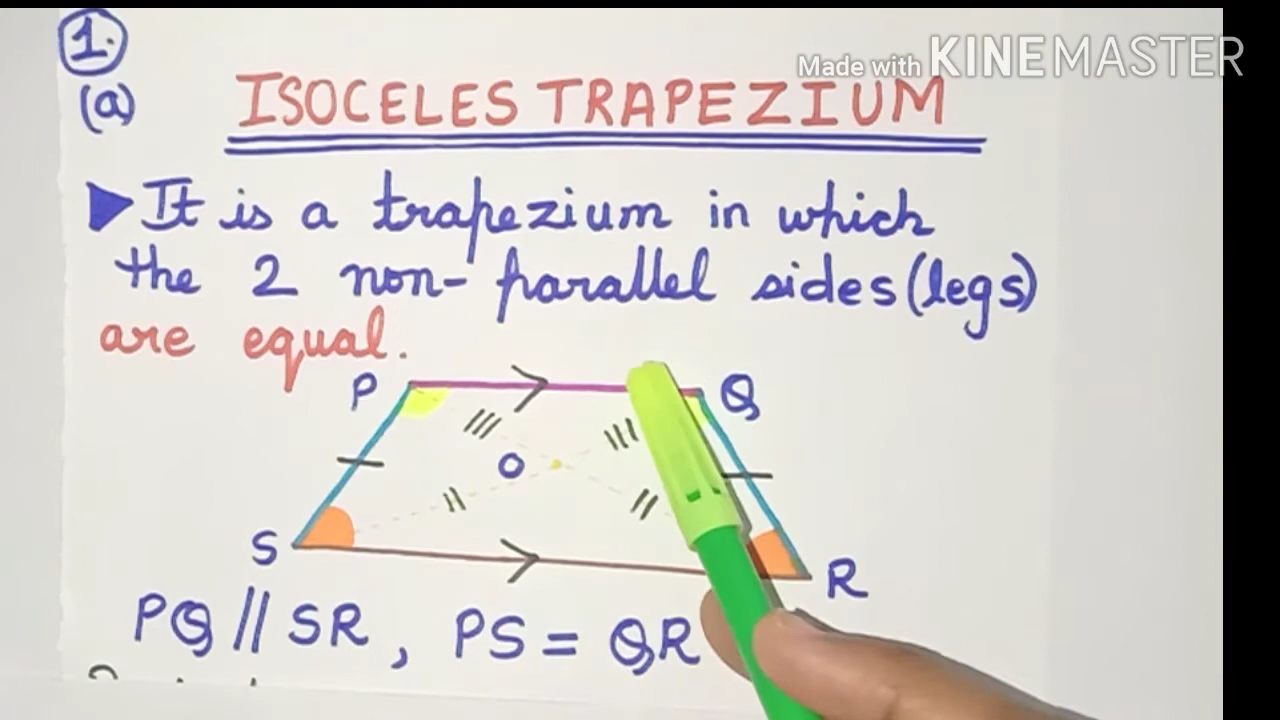 1.
(a)
Made with KINEMASTER
ISOCELES TRAPEZIUM
It is a trapezium in which
the 2 non-parallel sides (legs)
are equal.
P
Q
O
S
R
PQ // SR, PS = QR